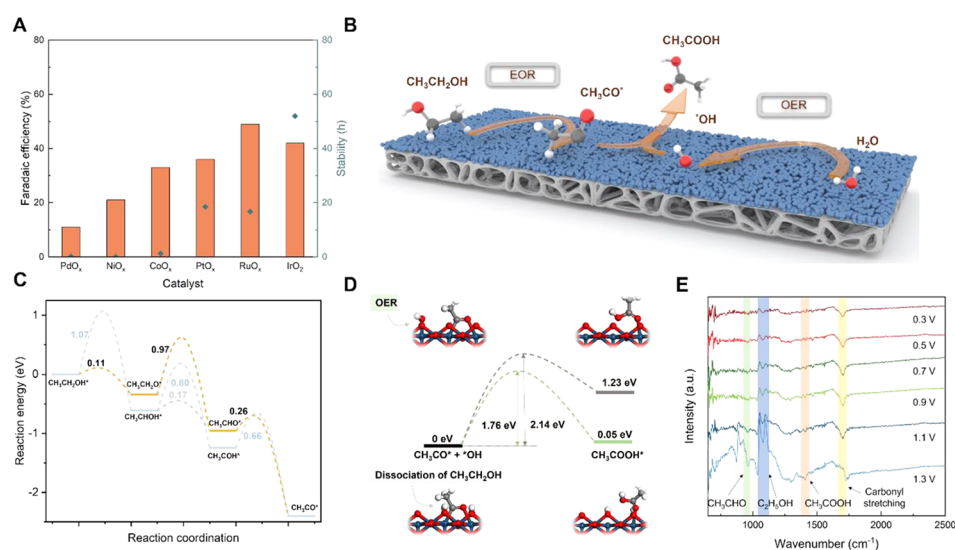 A
80
60
40
20
0
Faradaic efficiency (%)
80
60
40
20
0
Stability (h)
PdOx
NiOx
CoOx
PtOx
RuOx
IrO2
Catalyst
B
CH3COOH
EOR
CH3CH2OH
CH3CO*
OER
*OH
H2O
C
1
0
-1
-2
Reaction energy (eV)
1.07
0.97
0.11
CH3CH2OH*
CH3CH2O*
0.80
0.17
CH3CHOH*
CH3CHO*
0.26
CH3COH*
0.66
CH3CO*
Reaction coordination
D
OER
1.23 eV
0 eV
1.76 eV
2.14 eV
0.05 eV
CH3CO* + *OH
CH3COOH*
Dissociation of CH3CH2OH
E
Intensity (a.u.)
0.3 V
0.5 V
0.7 V
0.9 V
1.1 V
1.3 V
CH3CHO
C2H5OH
CH3COOH
Carbonyl
stretching
1000
1500
2000
2500
Wavenumber (cm-1)